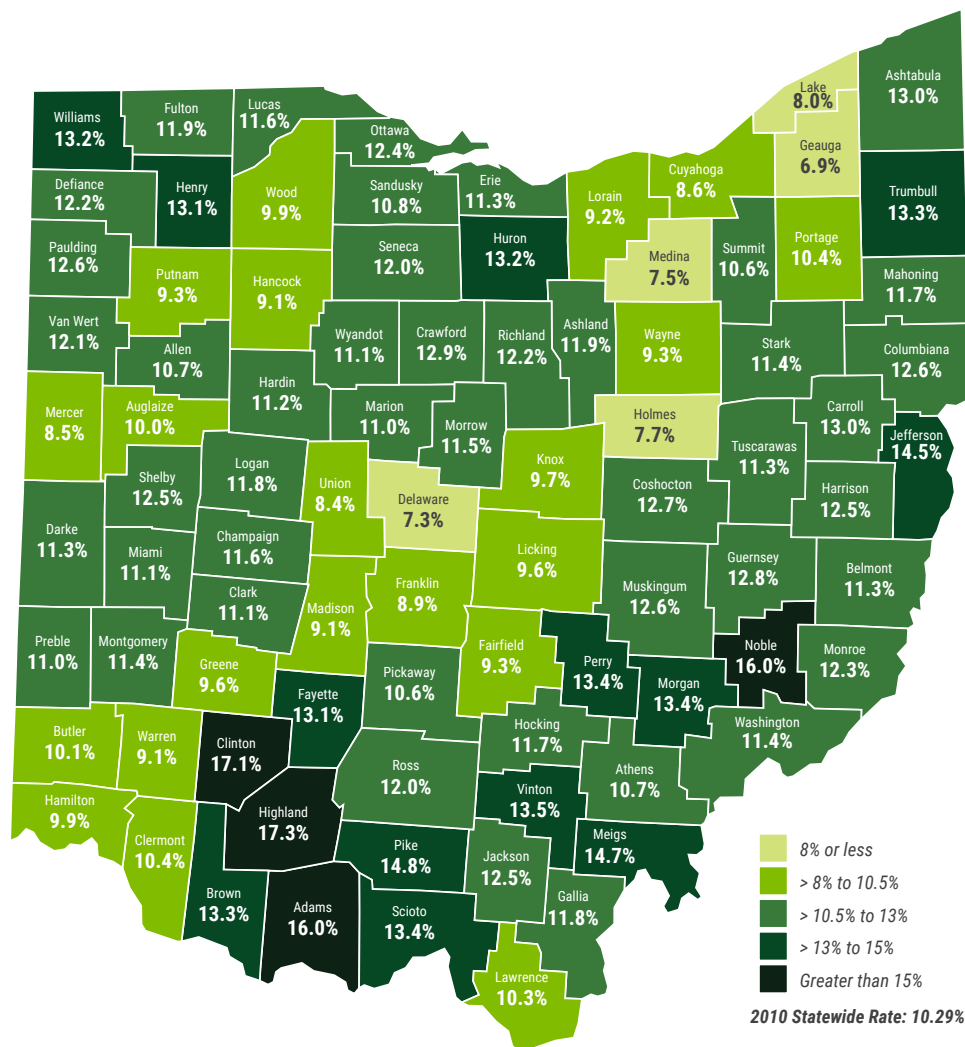 Lake
8.0%
Ashtabula
13.0%
Geauga
6.9%
Williams
13.2%
Fulton
11.9%
Lucas
11.6%
Ottawa
12.4%
Cuyahoga
8.6%
Trumbull
13.3%
Defiance
12.2%
Henry
13.1%
Wood
9.9%
Sandusky
10.8%
Erie
11.3%
Lorain
9.2%
Paulding
12.6%
Seneca
12.0%
Huron
13.2%
Medina
7.5%
Summit
10.6%
Portage
10.4%
Putnam
9.3%
Hancock
9.1%
Mahoning
11.7%
Van Wert
12.1%
Allen
10.7%
Wyandot
11.1%
Crawford
12.9%
Richland
12.2%
Ashland
11.9%
Wayne
9.3%
Stark
11.4%
Columbiana
12.6%
Hardin
11.2%
Mercer
8.5%
Auglaize
10.0%
Marion
11.0%
Morrow
11.5%
Holmes
7.7%
Carroll
13.0%
Jefferson
14.5%
Tuscarawas
11.3%
Shelby
12.5%
Logan
11.8%
Union
8.4%
Delaware
7.3%
Knox
9.7%
Coshocton
12.7%
Harrison
12.5%
Darke
11.3%
Miami
11.1%
Champaign
11.6%
Licking
9.6%
Guernsey
12.8%
Belmont
11.3%
Clark
11.1%
Madison
9.1%
Franklin
8.9%
Muskingum
12.6%
Preble
11.0%
Montgomery
11.4%
Greene
9.6%
Fairfield
9.3%
Perry
13.4%
Noble
16.0%
Monroe
12.3%
Fayette
13.1%
Pickaway
10.6%
Morgan
13.4%
Washington
11.4%
Butler
10.1%
Warren
9.1%
Clinton
17.1%
Hocking
11.7%
Ross
12.0%
Athens
10.7%
Hamilton
9.9%
Highland
17.3%
Vinton
13.5%
Clermont
10.4%
Pike
14.8%
Jackson
12.5%
Meigs
14.7%
Brown
13.3%
Adams
16.0%
Scioto
13.4%
Gallia
11.8%
Lawrence
10.3%
8% or less
> 8% to 10.5%
> 10.5% to 13%
> 13% to 15%
Greater than 15%
2010 Statewide Rate: 10.29%